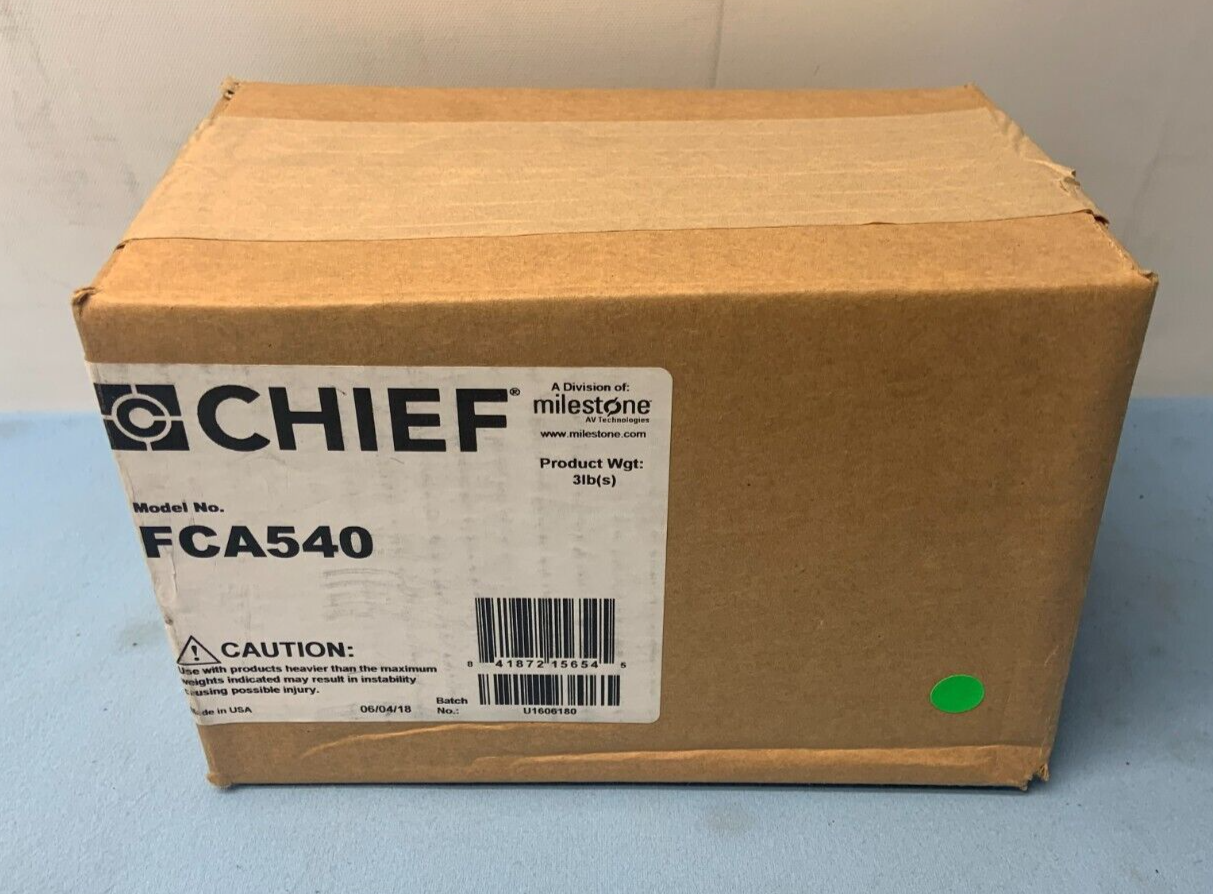 CHIEF®
A Division of:
milestone
AV Technologies
www.milestone.com
Product Wgt:
3lb(s)
Model No.
FCA540
CAUTION:
Use with products heavier than the maximum
weights indicated may result in instability
causing possible injury.
Made in USA
06/04/18
Batch
No.:
8 41872 15654 5
U1606180